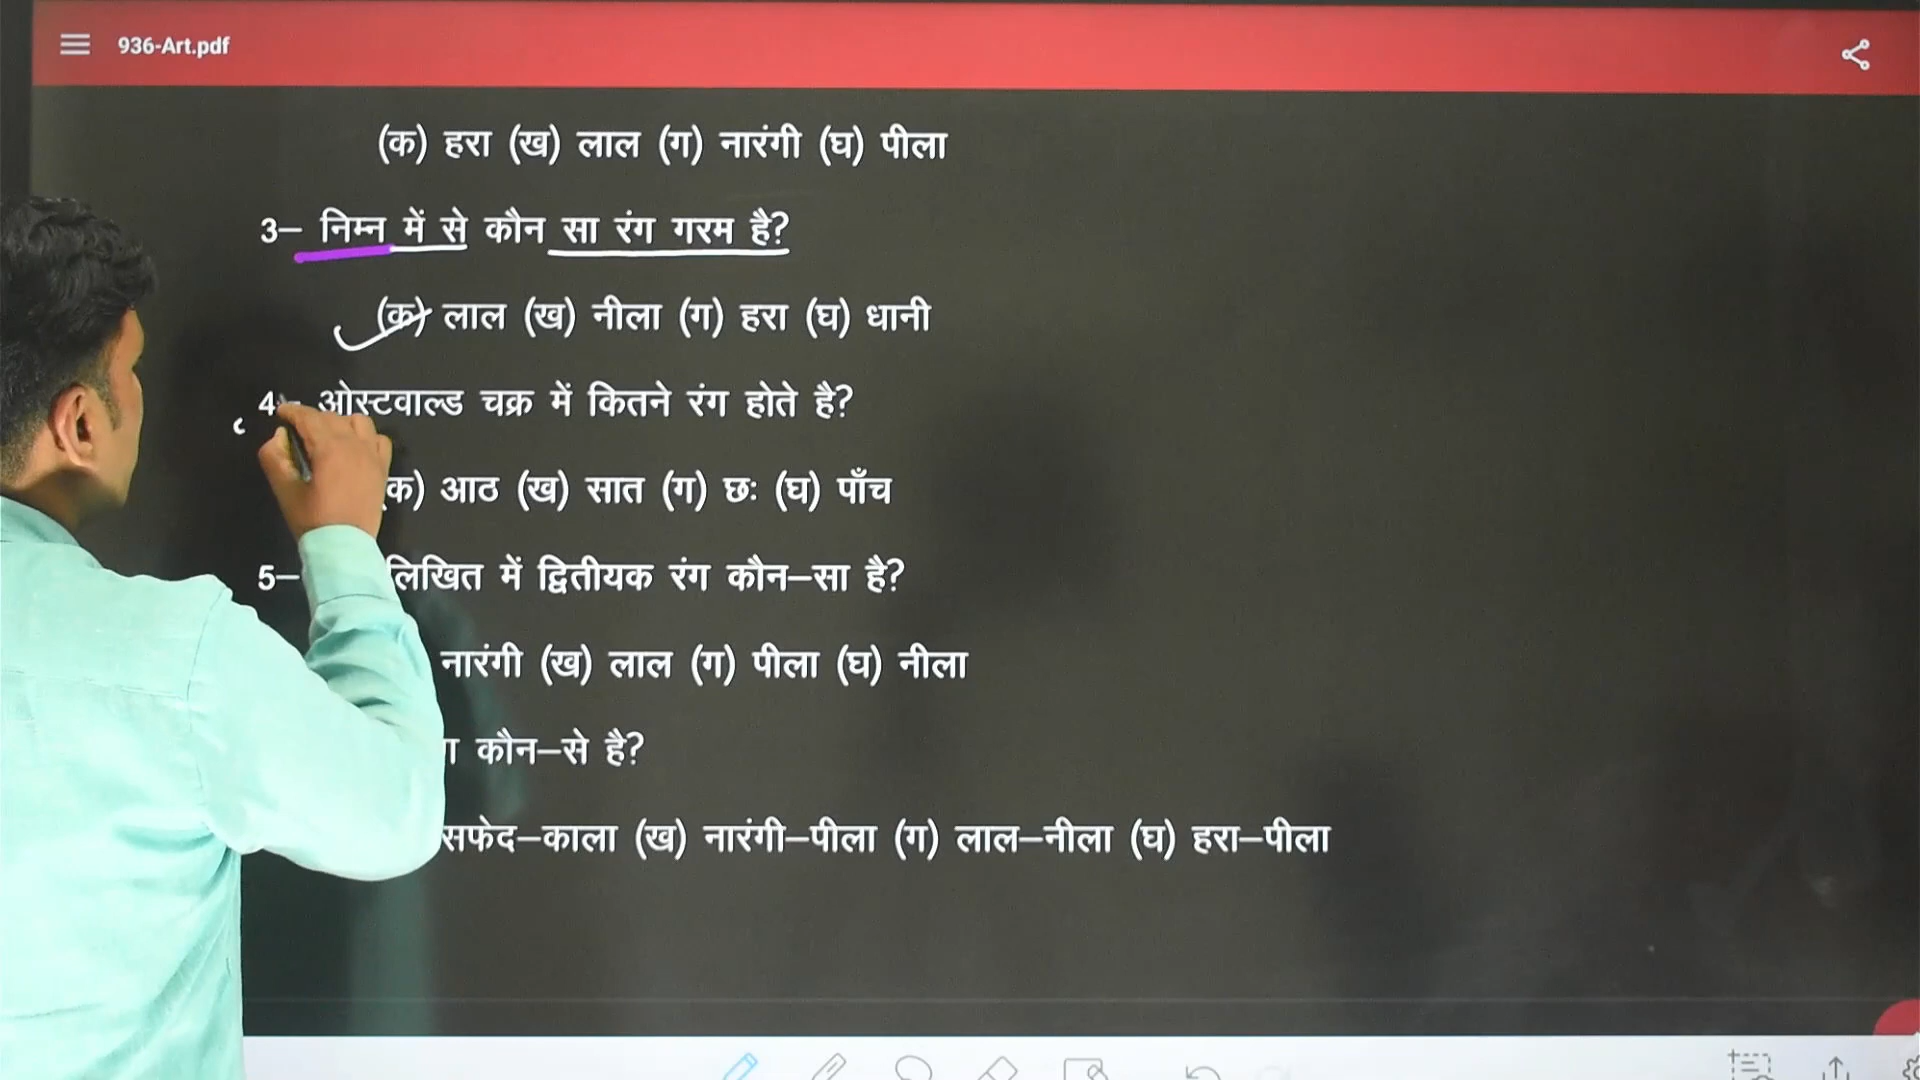 936-Art.pdf
(क) हरा (ख) लाल (ग) नारंगी (घ) पीला
3– निम्न में से कौन सा रंग गरम है?
(क) लाल (ख) नीला (ग) हरा (घ) धानी
4– ओस्टवाल्ड चक्र में कितने रंग होते है?
क) आठ (ख) सात (ग) छः (घ) पाँच
5– लिखित में द्वितीयक रंग कौन–सा है?
नारंगी (ख) लाल (ग) पीला (घ) नीला
कौन–से है?
सफेद–काला (ख) नारंगी–पीला (ग) लाल–नीला (घ) हरा–पीला